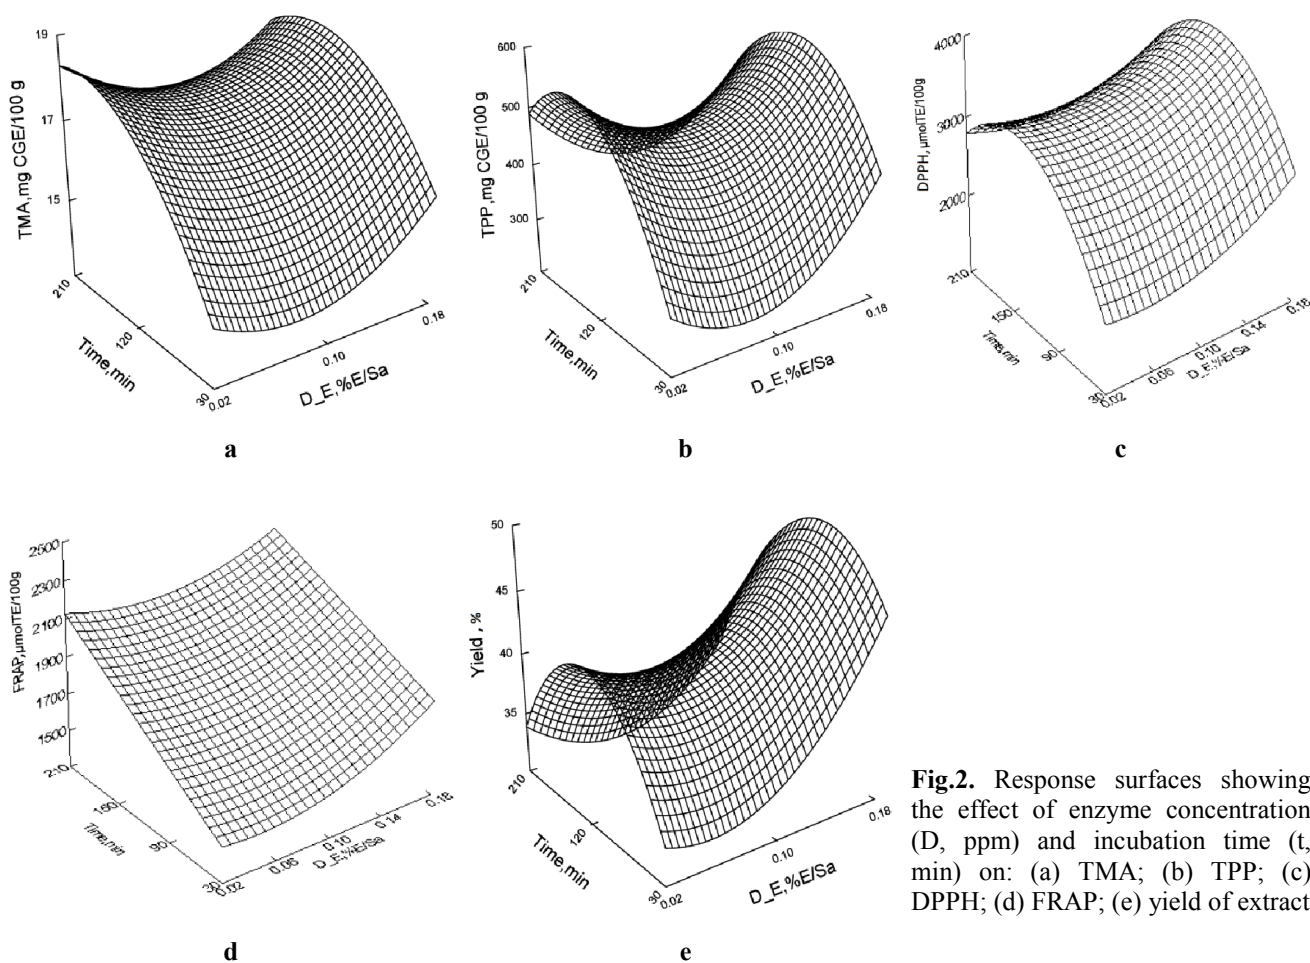 19
17
15
TMA,mg CGE/100 g
210
120
30
Time,min
0.02
0.10
0.18
D_E,%E/Sa
a
600
500
400
300
TPP,mg CGE/100 g
210
120
30
Time,min
0.02
0.10
0.18
D_E,%E/Sa
b
4000
3000
2000
DPPH, µmolTE/100g
210
150
90
30
Time,min
0.02
0.06
0.10
0.14
0.18
D_E,%E/Sa
c
2500
2300
2100
1900
1700
1500
FRAP,µmolTE/100g
210
150
90
30
Time,min
0.02
0.06
0.10
0.14
0.18
D_E,%E/Sa
d
50
45
40
35
Yield , %
210
120
30
Time,min
0.02
0.10
0.18
D_E,%E/Sa
e
Fig.2. Response surfaces showing
the effect of enzyme concentration
(D, ppm) and incubation time (t,
min) on: (a) TMA; (b) TPP; (c)
DPPH; (d) FRAP; (e) yield of extract